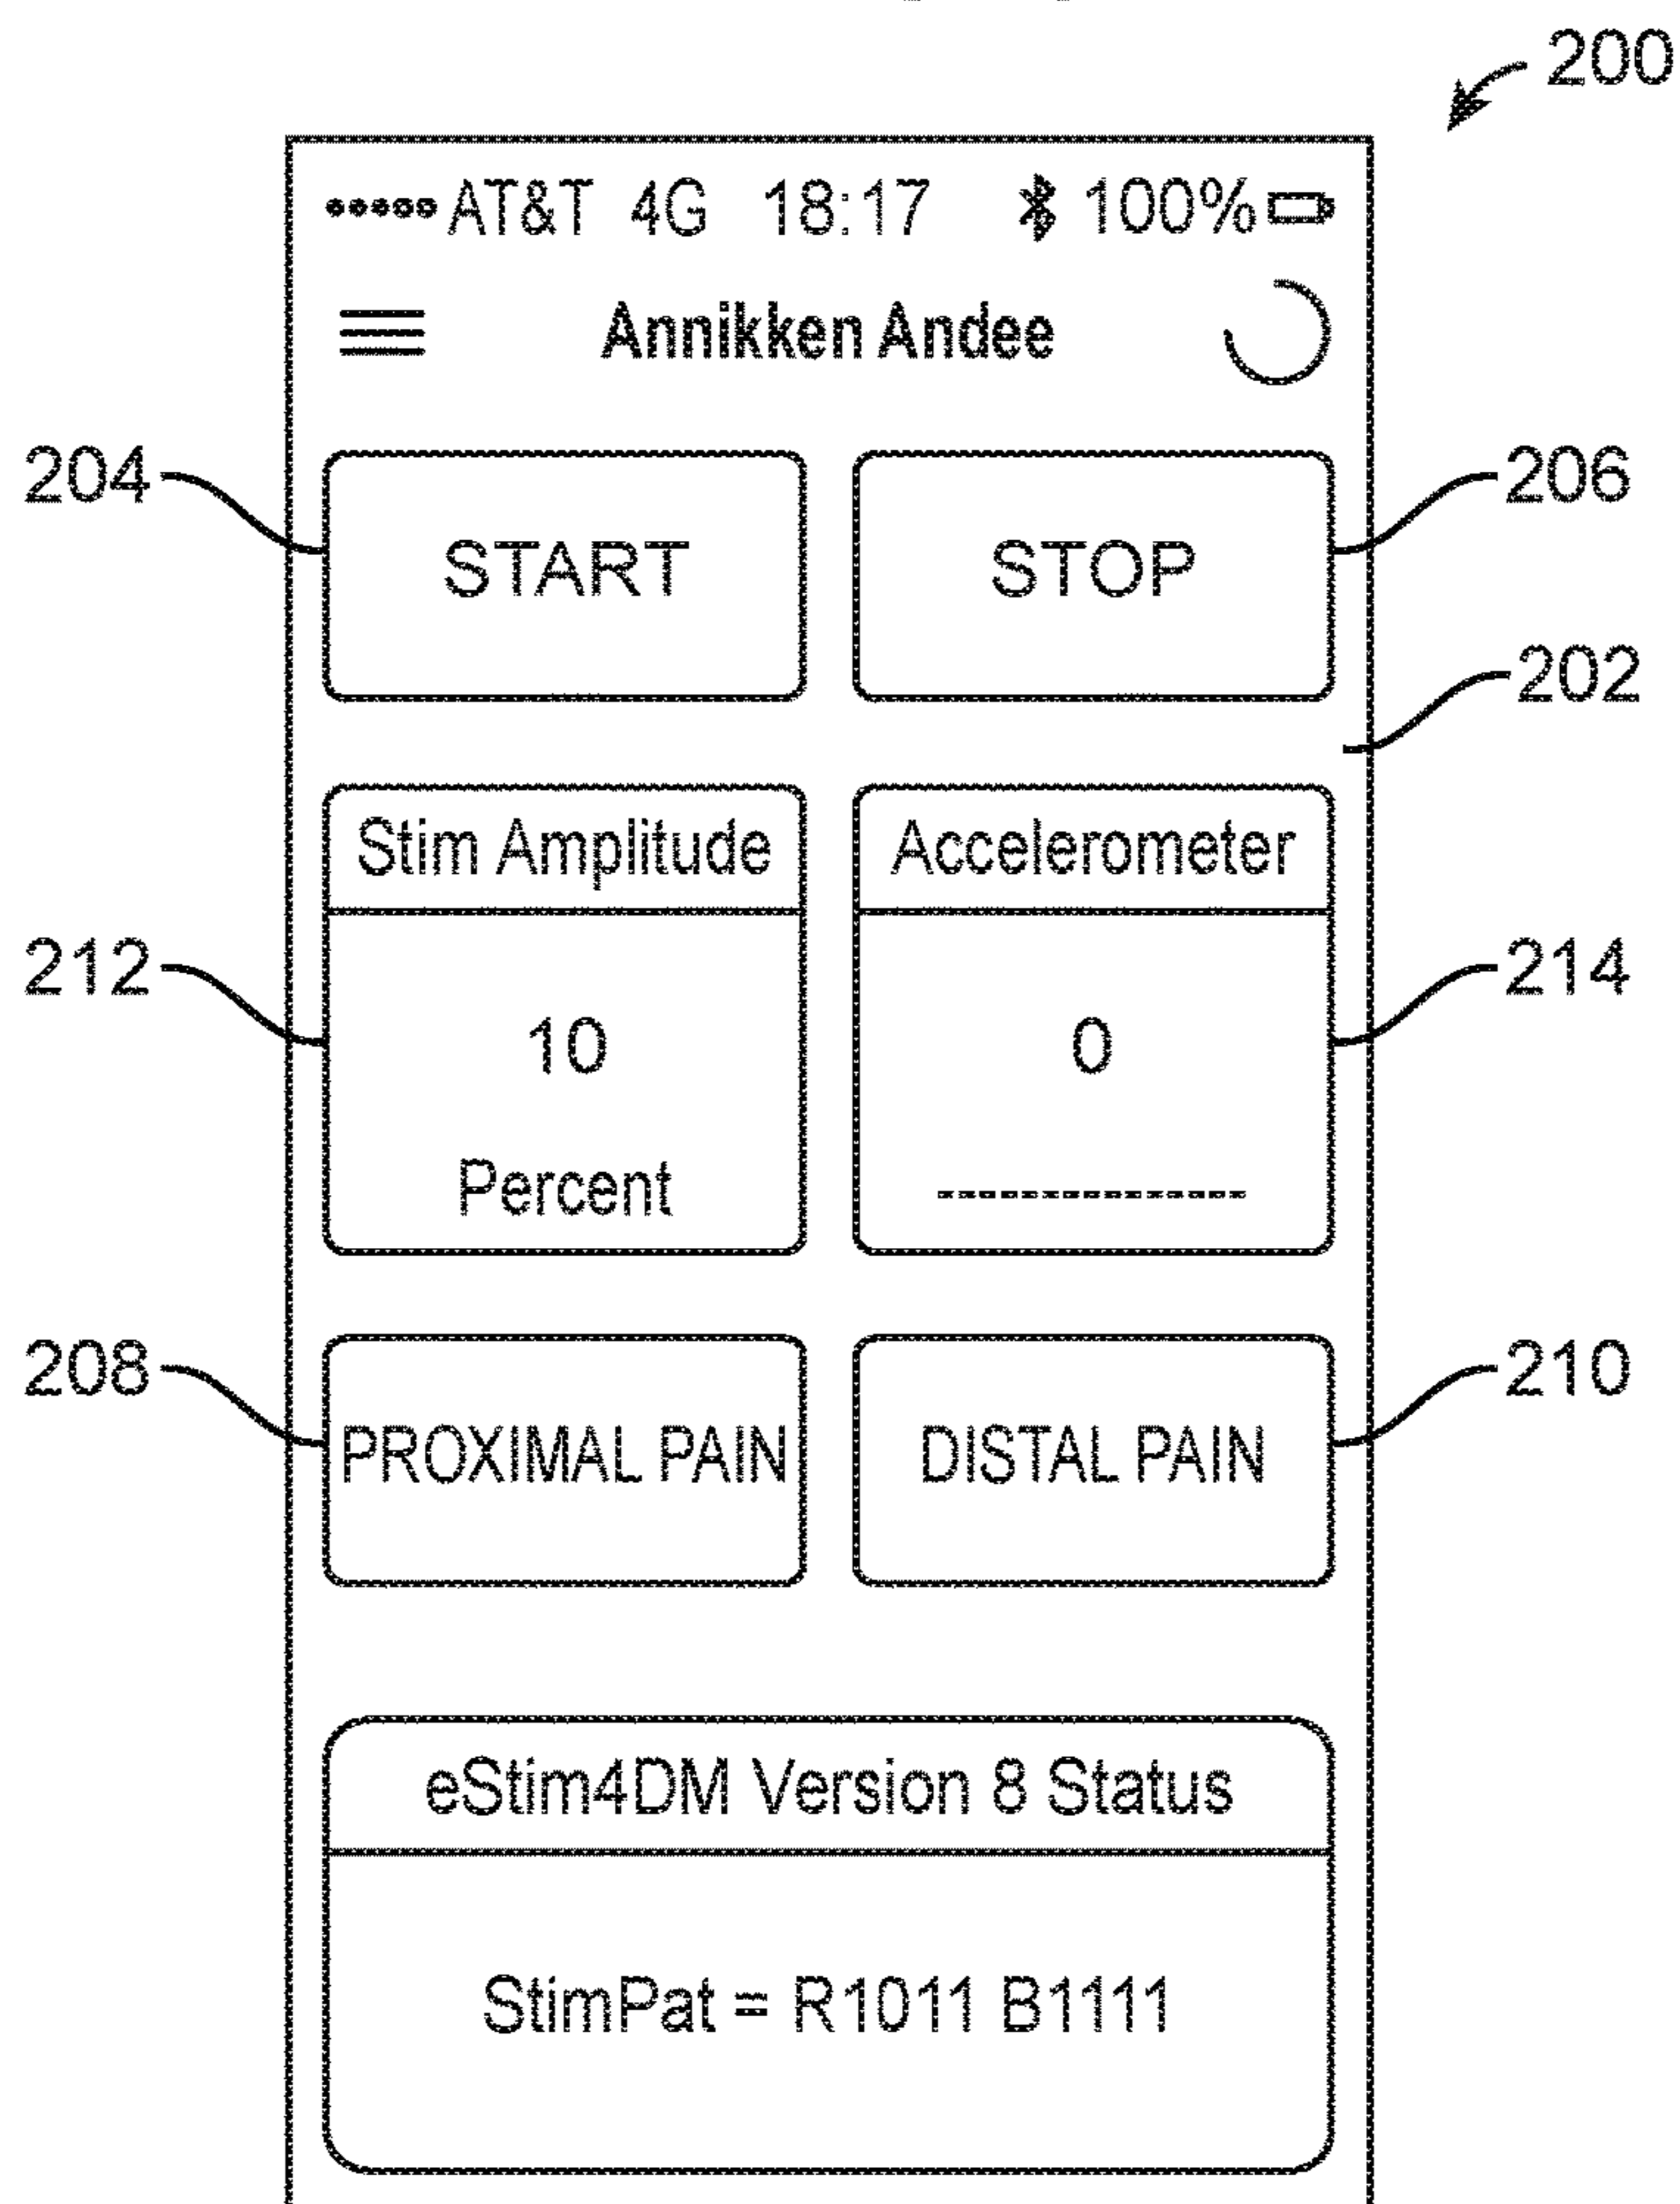 200
AT&T 4G 18:17 100%
Annikken Andee
204 START STOP 206
202
Stim Amplitude Accelerometer
212 10 0 214
Percent
208 PROXIMAL PAIN DISTAL PAIN 210
eStim4DM Version 8 Status
StimPat = R1011 B1111